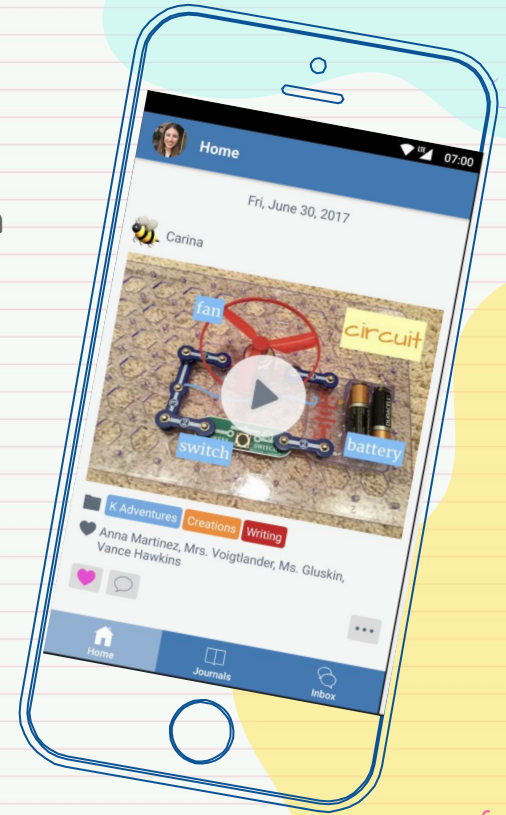 07:00
Home
Fri, June 30, 2017
Carina
fan
circuit
switch
battery
K Adventures Creations Writing
Anna Martinez, Mrs. Voigtlander, Ms. Gluskin,
Vance Hawkins
Home Journals Inbox